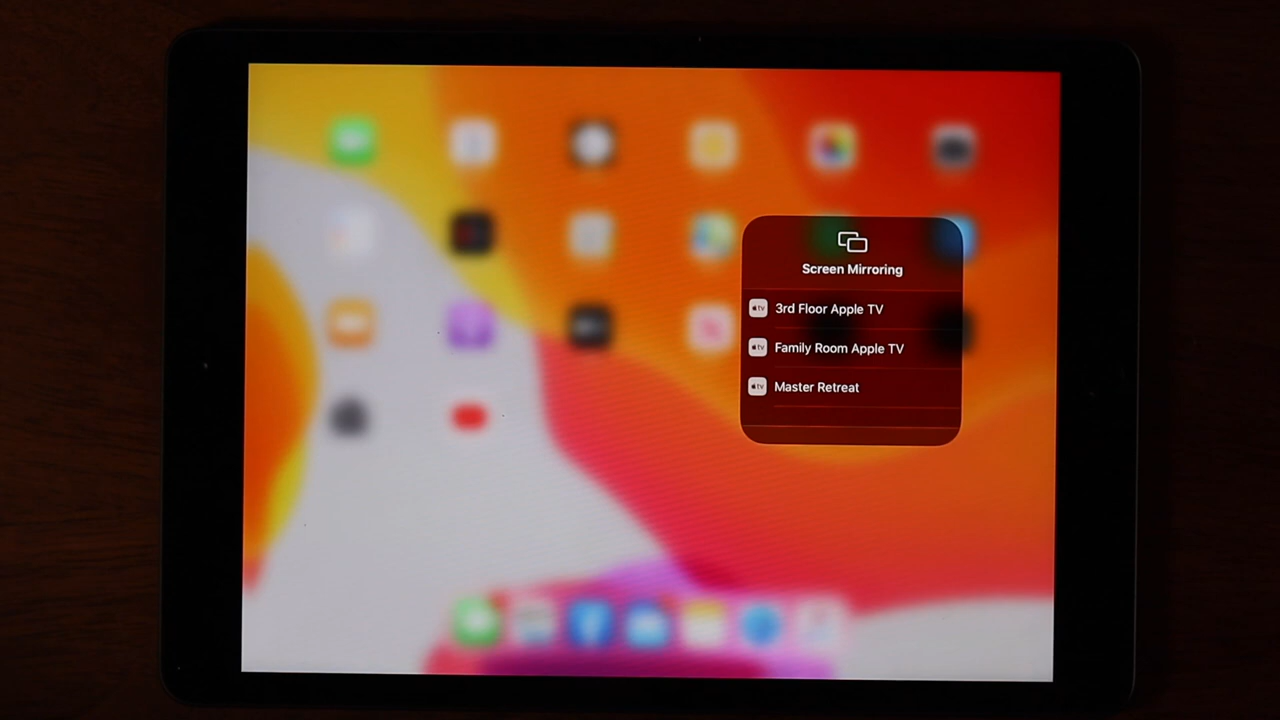 Screen Mirroring
3rd Floor Apple TV
Family Room Apple TV
Master Retreat